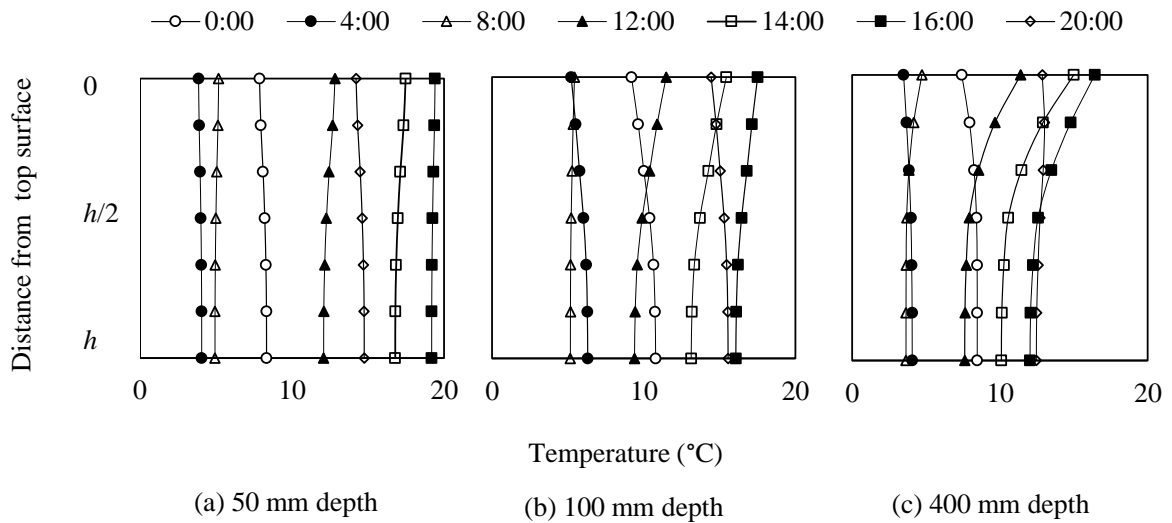 0:00 4:00 8:00 12:00 14:00 16:00 20:00
Distance from top surface
0
h/2
h
0 10 20 0 10 20 0 10 20
Temperature (°C)
(a) 50 mm depth (b) 100 mm depth (c) 400 mm depth